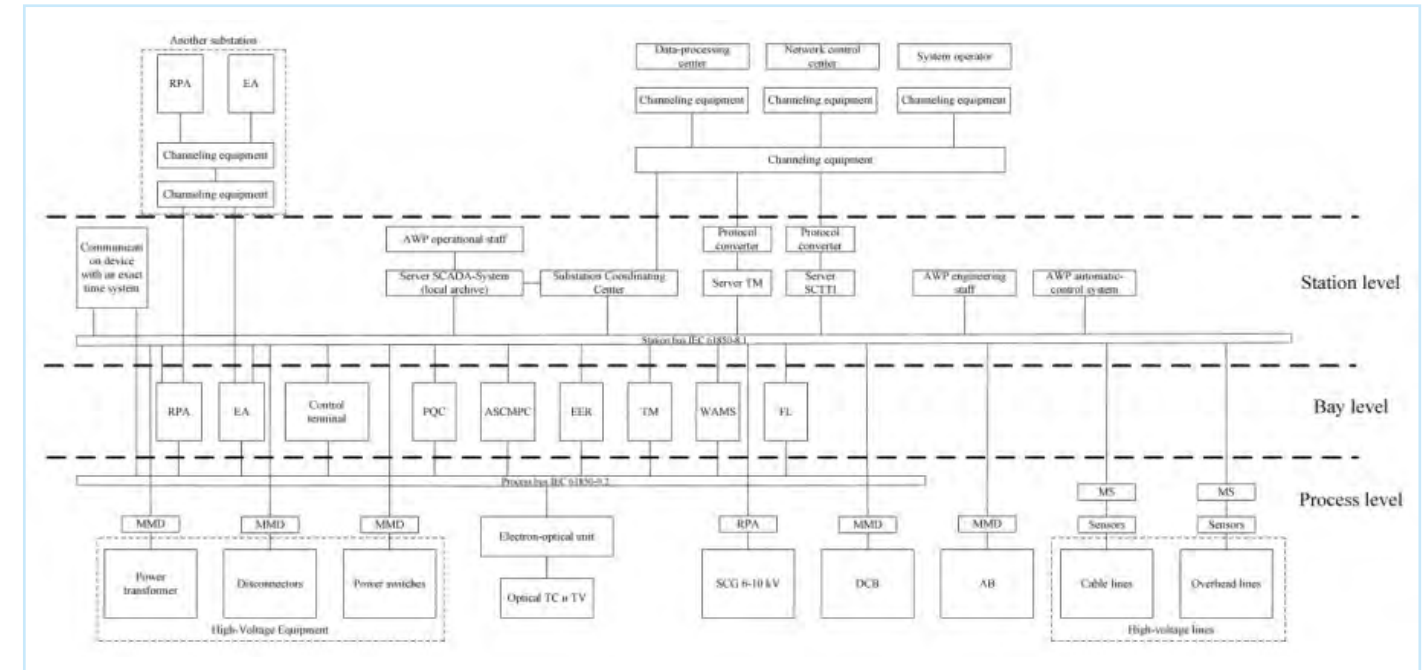 Another substation
RPA
EA
Channeling equipment
Channeling equipment
Data-processing
center
Network control
center
System operator
Channeling equipment
Channeling equipment
Channeling equipment
Channeling equipment
Communicati
on device
with an exact
time system
AWP operational staff
Server SCADA-System
(local archive)
Substation Coordinating
Center
Protocol
converter
Protocol
converter
Server TM
Server
SCTTI
AWP engineering
staff
AWP automatic-
control system
Station level
Station bus IEC 61850-8.1
RPA
EA
Control
terminal
PQC
ASCMPC
EER
TM
WAMS
FL
Bay level
Process bus IEC 61850-9.2
Process level
MMD
MMD
MMD
Electron-optical unit
RPA
MMD
MMD
MS
MS
Sensors
Sensors
Power
transformer
Disconnectors
Power switches
Optical TC и TV
SCG 6-10 kV
DCB
AB
Cable lines
Overhead lines
High-Voltage Equipment
High-voltage lines